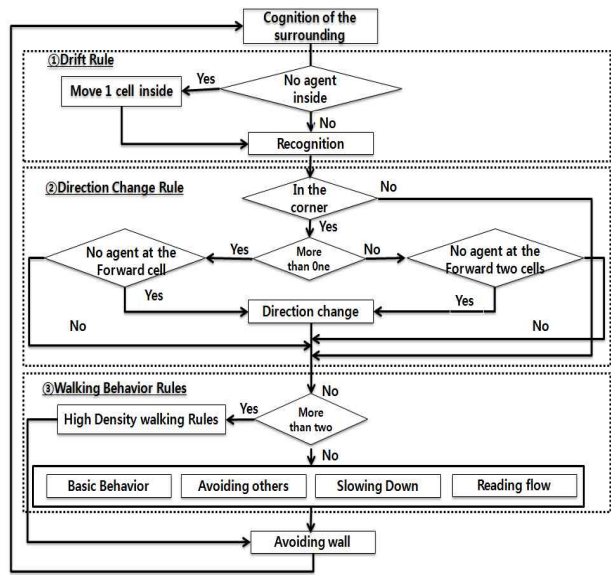 Cognition of the
surrounding
①Drift Rule
Yes
No agent
inside
Move 1 cell inside
No
Recognition
②Direction Change Rule
In the
corner
No
Yes
No agent at the
Forward cell
Yes
More
than 0ne
No
No agent at the
Forward two cells
Yes
Direction change
Yes
No
No
No
③Walking Behavior Rules
High Density walking Rules
Yes
More
than two
No
Basic Behavior
Avoiding others
Slowing Down
Reading flow
Avoiding wall